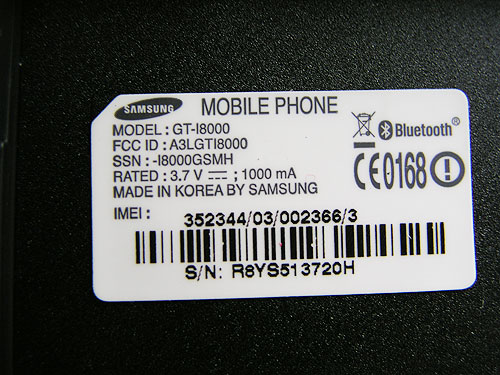 SAMSUNG MOBILE PHONE
MODEL : GT-I8000
FCC ID : A3LGTI8000
SSN : -I8000GSMH
RATED : 3.7 V ⎓ ; 1000 mA
MADE IN KOREA BY SAMSUNG
Bluetooth®
CE0168
IMEI :
352344/03/002366/3
S/N: R8YS513720H